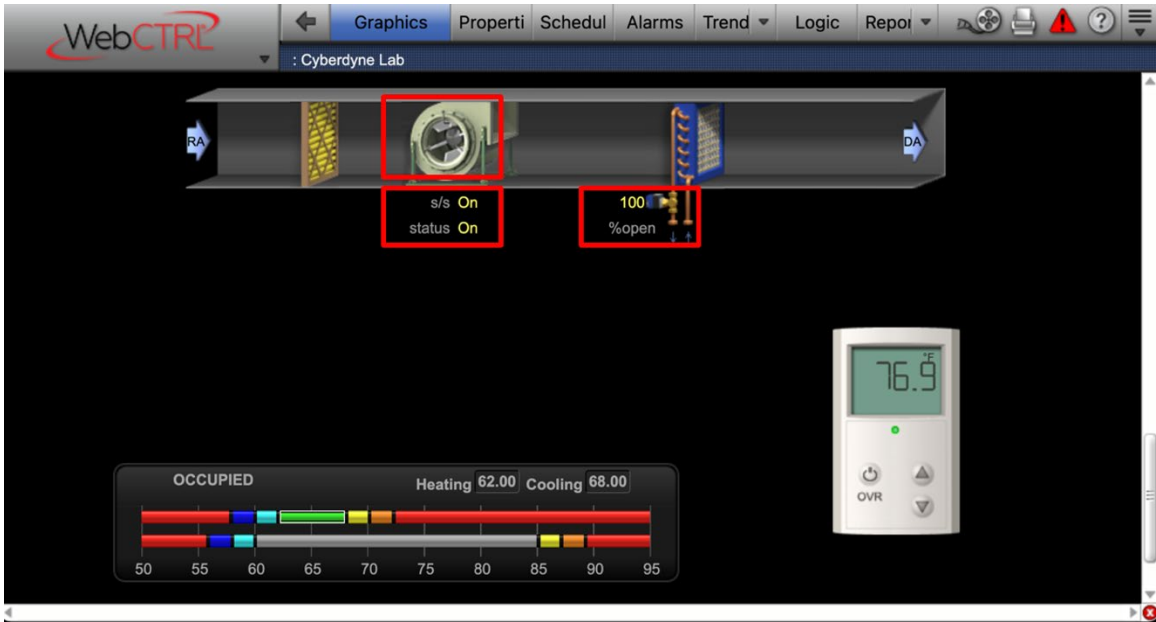 WebCTRL®
Graphics Properti Schedul Alarms Trend Logic Repor
: Cyberdyne Lab
RA
DA
s/s On
status On
100
%open
76.9 °F
OVR
OCCUPIED Heating 62.00 Cooling 68.00
50 55 60 65 70 75 80 85 90 95